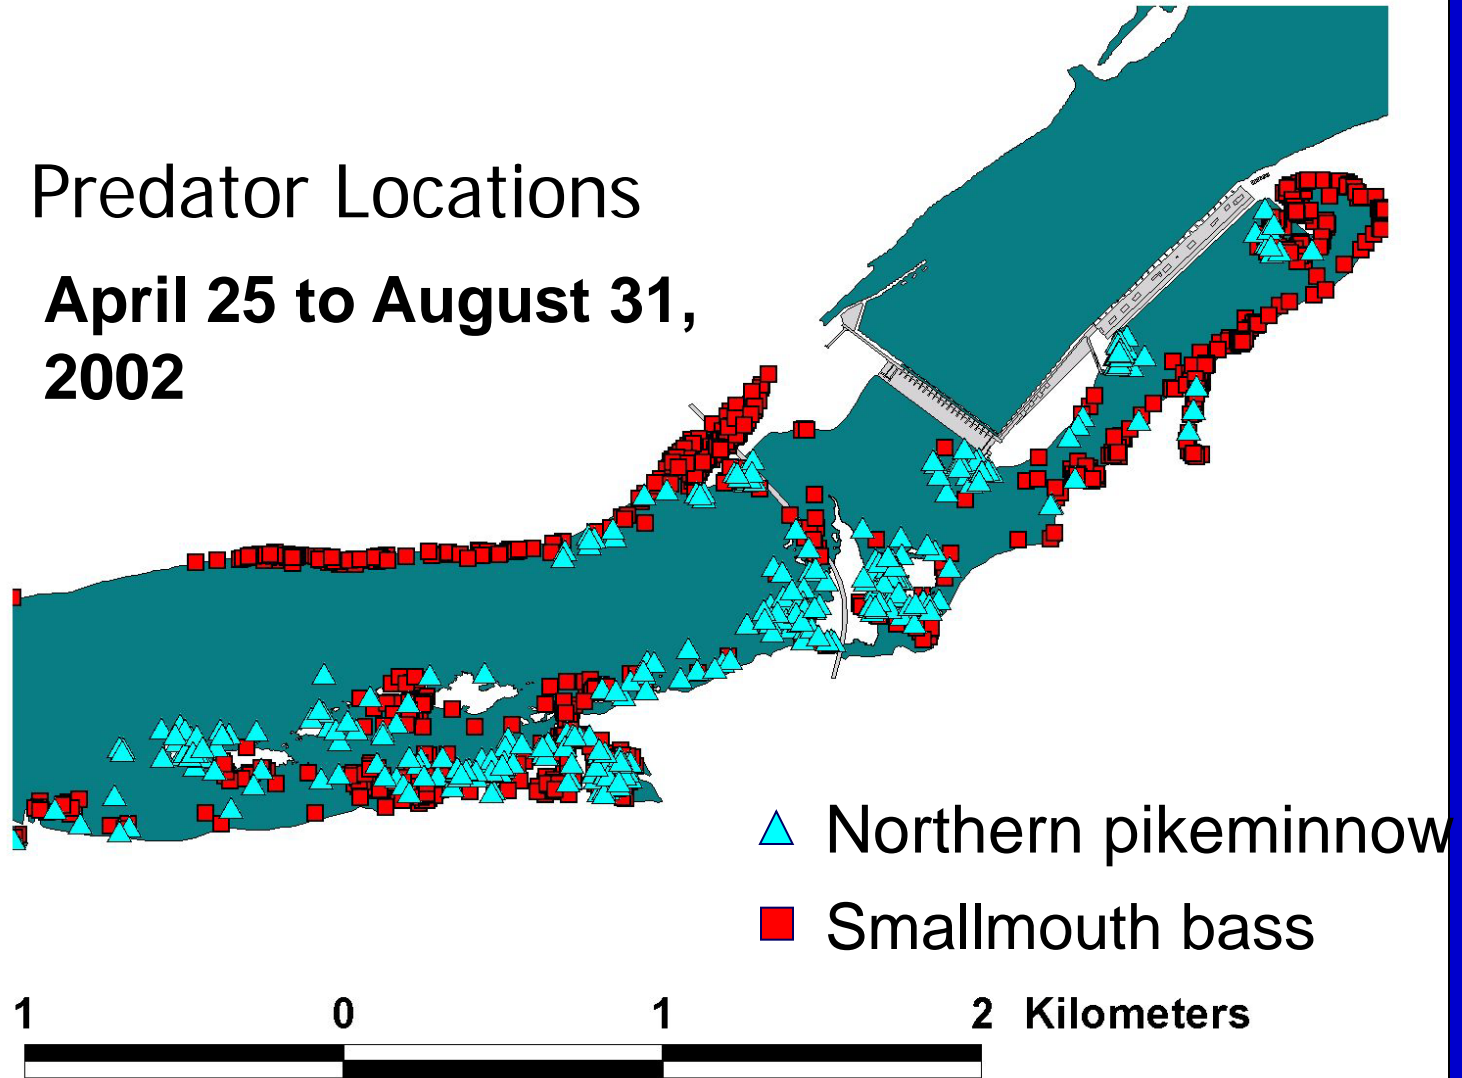 Predator Locations
April 25 to August 31,
2002
Northern pikeminnow
Smallmouth bass
1 0 1 2 Kilometers